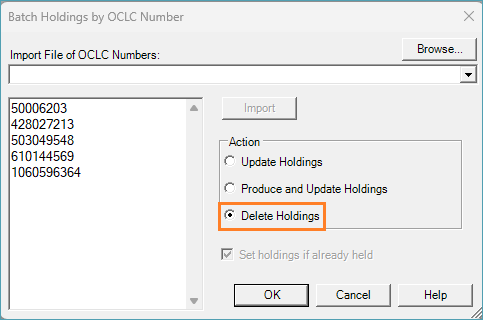 Batch Holdings by OCLC Number
Import File of OCLC Numbers:
Browse...
50006203
428027213
503049548
610144569
1060596364
Import
Action
Update Holdings
Produce and Update Holdings
Delete Holdings
Set holdings if already held
OK
Cancel
Help